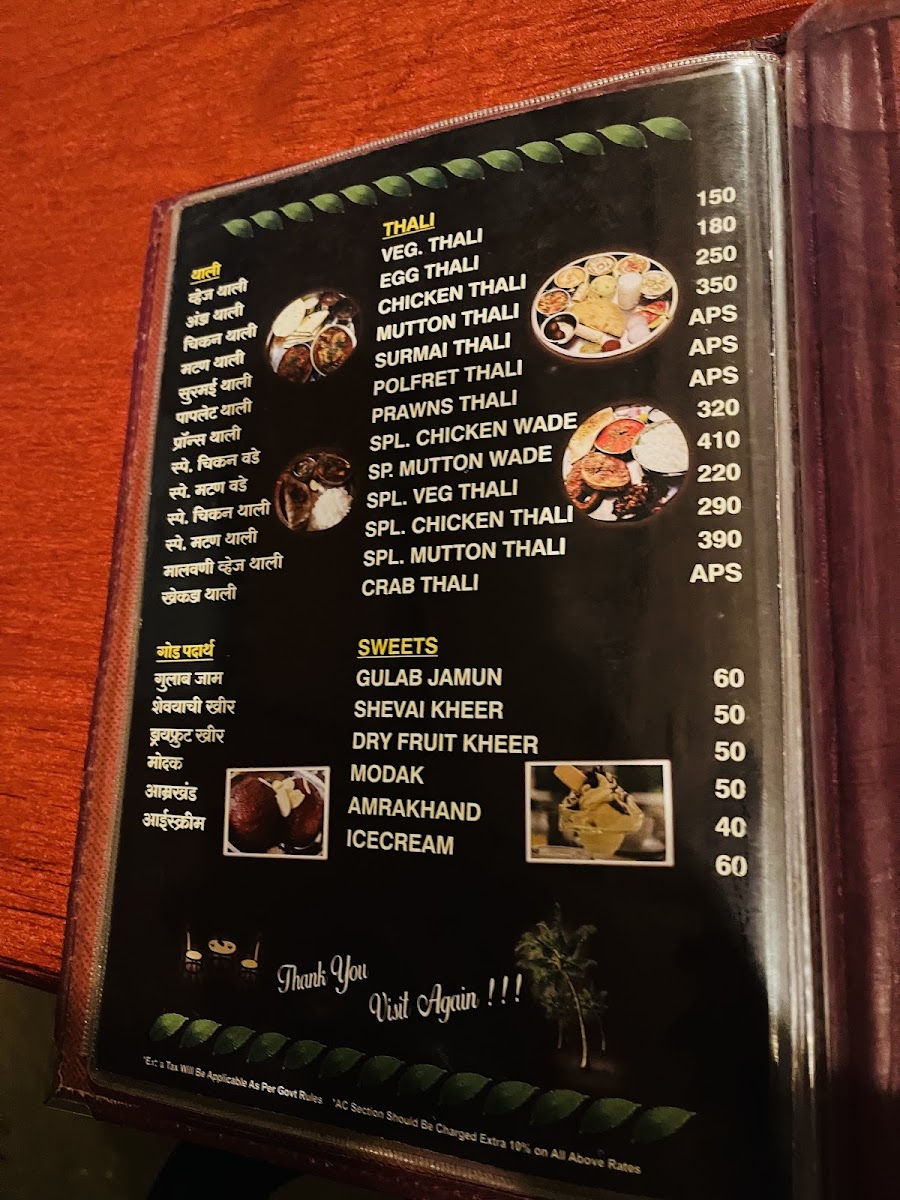 थाली THALI
व्हेज थाली VEG. THALI 150
अंडा थाली EGG THALI 180
चिकन थाली CHICKEN THALI 250
मटण थाली MUTTON THALI 350
सुरमई थाली SURMAI THALI APS
पापलेट थाली POLFRET THALI APS
प्रॉन्स थाली PRAWNS THALI APS
स्पे. चिकन वडे SPL. CHICKEN WADE 320
स्पे. मटण वडे SP. MUTTON WADE 410
स्पे. चिकन थाली SPL. VEG THALI 220
स्पे. मटण थाली SPL. CHICKEN THALI 290
मालवणी व्हेज थाली SPL. MUTTON THALI 390
खेकडा थाली CRAB THALI APS
गोड पदार्थ SWEETS
गुलाब जाम GULAB JAMUN 60
शेवयाची खीर SHEVAI KHEER 50
ड्रायफ्रुट खीर DRY FRUIT KHEER 50
मोदक MODAK 50
आम्रखंड AMRAKHAND 40
आईस्क्रीम ICECREAM 60
Thank You
Visit Again !!!
*Ext a Tax Will Be Applicable As Per Govt Rules *AC Section Should Be Charged Extra 10% on All Above Rates